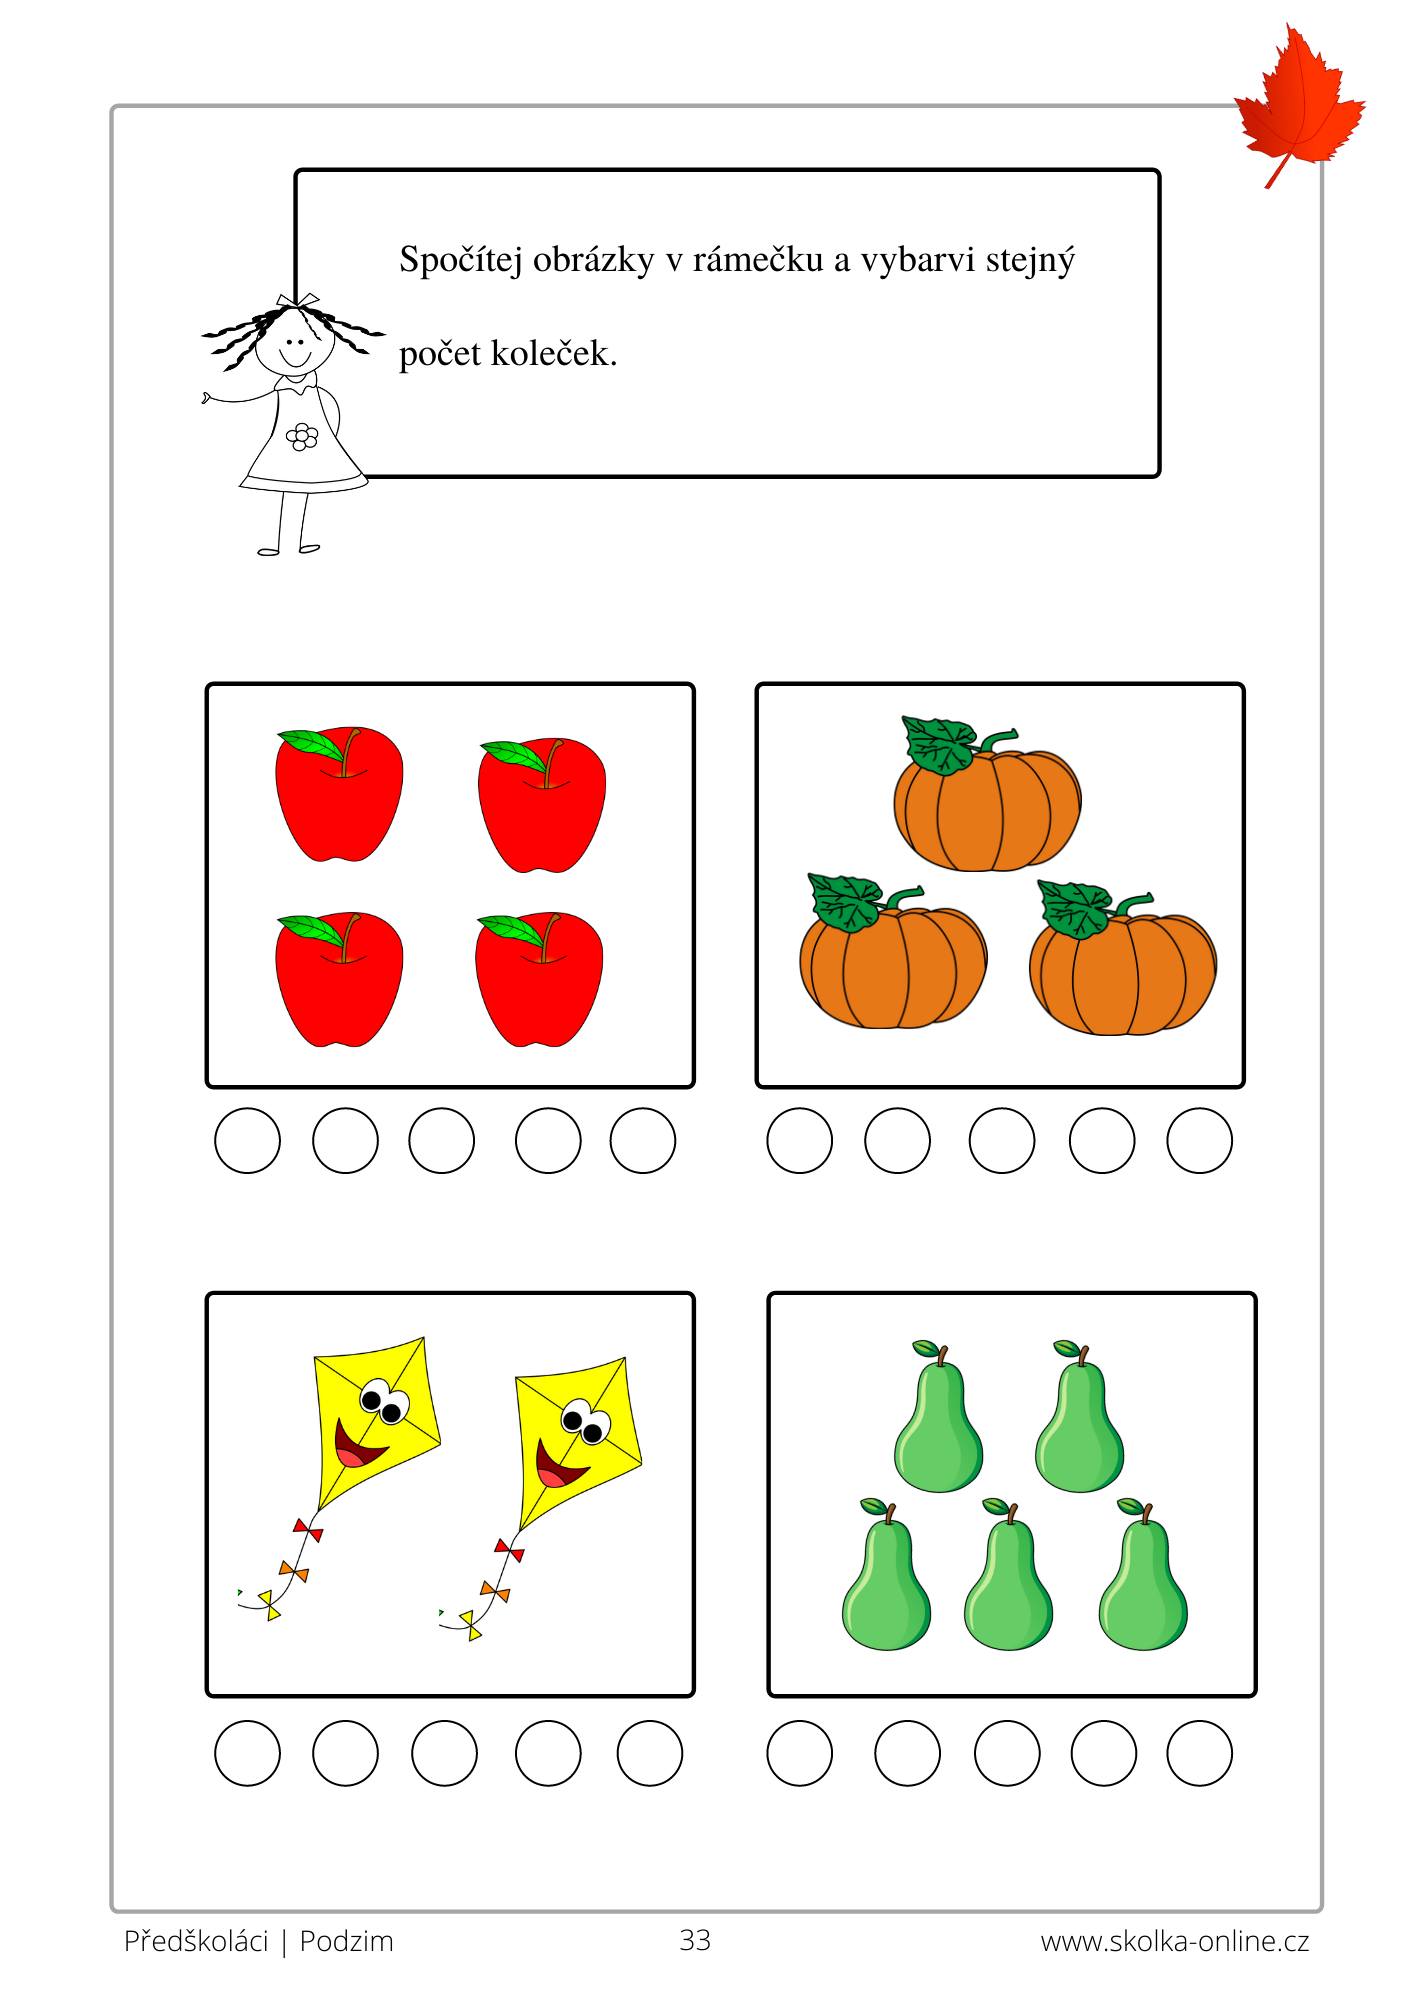 Spočítej obrázky v rámečku a vybarvi stejný
počet koleček.
Předškoláci | Podzim 33 www.skolka-online.cz